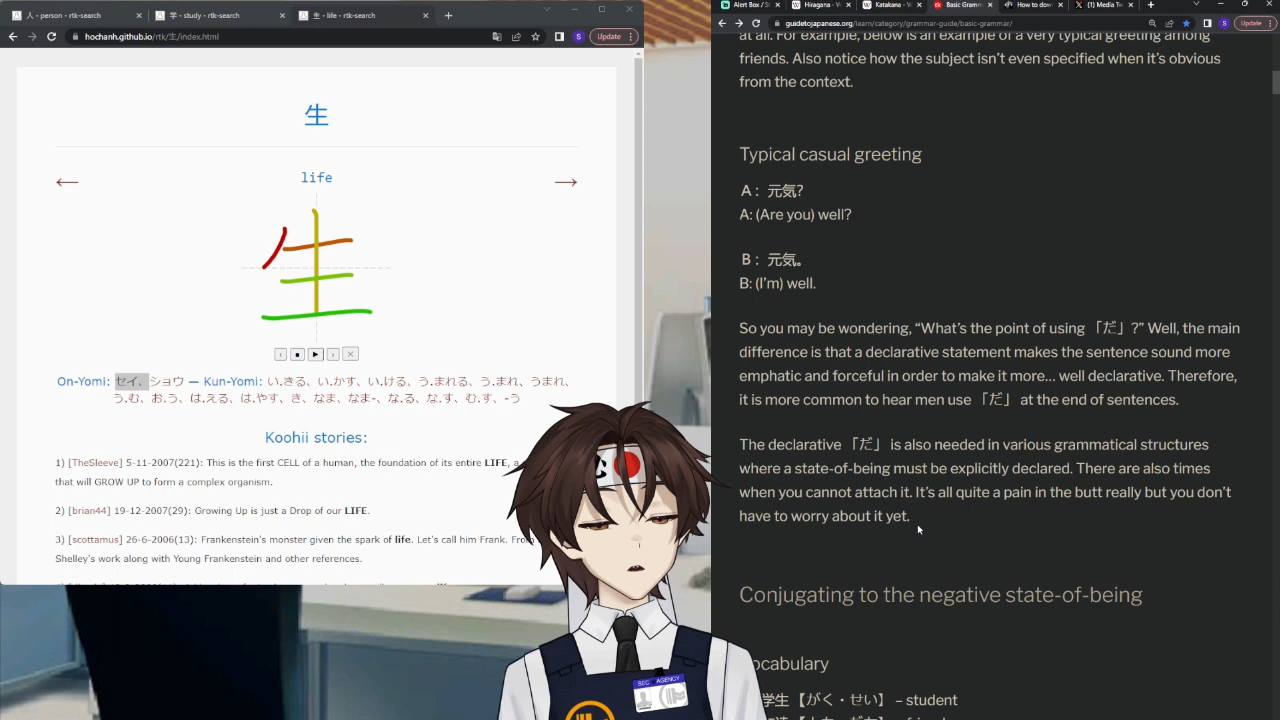 人 - person - rtk-search
学 - study - rtk-search
生 - life - rtk-search
hochanh.github.io/rtk/生/index.html
Update
生
life
← →
On-Yomi: セイ、ショウ — Kun-Yomi: い.きる、い.かす、い.ける、う.まれる、う.まれ、うまれ、
う.む、お.う、は.える、は.やす、き、なま、なま-、な.る、な.す、む.す、-う
Koohii stories:
1) [TheSleeve] 5-11-2007(221): This is the first CELL of a human, the foundation of its entire LIFE, a
that will GROW UP to form a complex organism.
2) [brian44] 19-12-2007(29): Growing Up is just a Drop of our LIFE.
3) [scottamus] 26-6-2006(13): Frankenstein's monster given the spark of life. Let's call him Frank. From
Shelley's work along with Young Frankenstein and other references.
SEC AGENCY
Alert Box / St
Hiragana - W
Katakana - W
Basic Gramm
How to down
(1) Media Tw
guidetojapanese.org/learn/category/grammar-guide/basic-grammar/
Update
at all. For example, below is an example of a very typical greeting among
friends. Also notice how the subject isn't even specified when it's obvious
from the context.
Typical casual greeting
A： 元気?
A: (Are you) well?
B： 元気。
B: (I'm) well.
So you may be wondering, “What's the point of using 「だ」?” Well, the main
difference is that a declarative statement makes the sentence sound more
emphatic and forceful in order to make it more… well declarative. Therefore,
it is more common to hear men use 「だ」 at the end of sentences.
The declarative 「だ」 is also needed in various grammatical structures
where a state-of-being must be explicitly declared. There are also times
when you cannot attach it. It's all quite a pain in the butt really but you don't
have to worry about it yet.
Conjugating to the negative state-of-being
ocabulary
学生【がく・せい】 – student